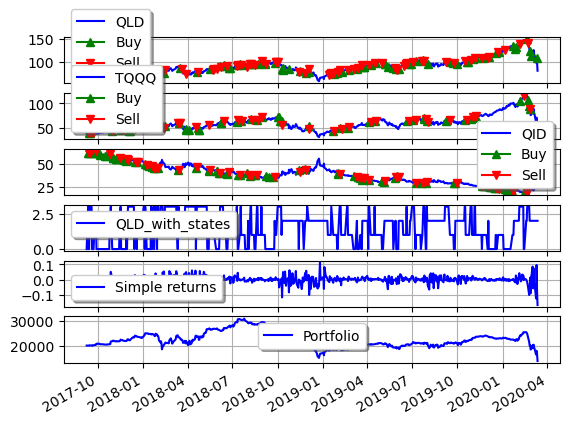 QLD
Buy
Sell
150
100
TQQQ
Buy
Sell
100
50
QID
Buy
Sell
50
25
QLD_with_states
2.5
0.0
Simple returns
0.1
0.0
−0.1
Portfolio
30000
20000
2017-10
2018-01
2018-04
2018-07
2018-10
2019-01
2019-04
2019-07
2019-10
2020-01
2020-04